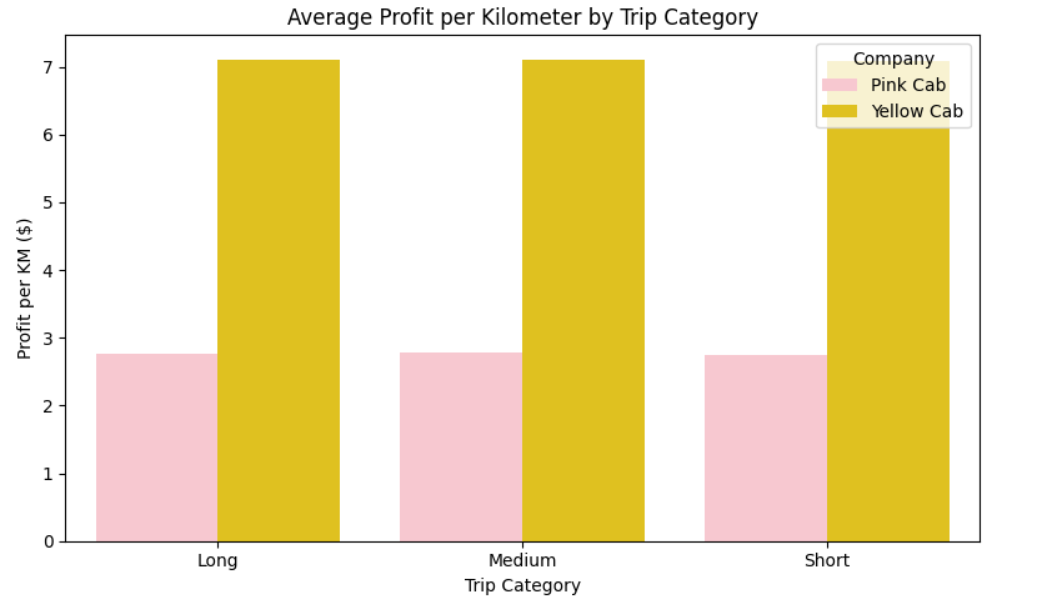 Average Profit per Kilometer by Trip Category
Company
Pink Cab
Yellow Cab
Profit per KM ($)
7
6
5
4
3
2
1
0
Long Medium Short
Trip Category